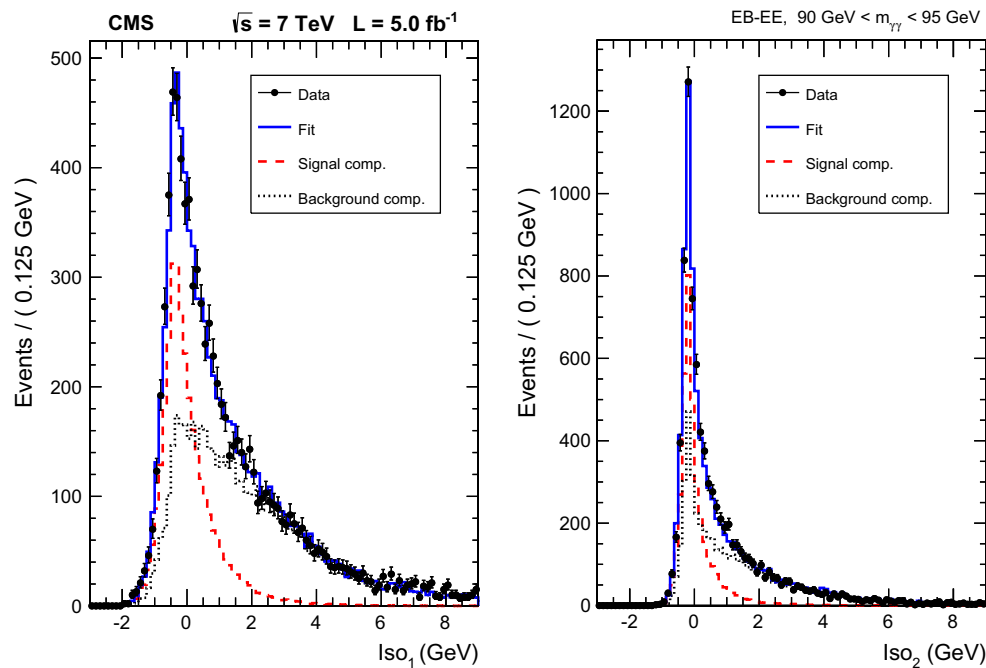 CMS √s = 7 TeV L = 5.0 fb⁻¹
EB-EE, 90 GeV < mγγ < 95 GeV
Events / ( 0.125 GeV )
500
400
300
200
100
0
Data
Fit
Signal comp.
Background comp.
-2 0 2 4 6 8
Iso₁ (GeV)
Events / ( 0.125 GeV )
1200
1000
800
600
400
200
0
Data
Fit
Signal comp.
Background comp.
-2 0 2 4 6 8
Iso₂ (GeV)